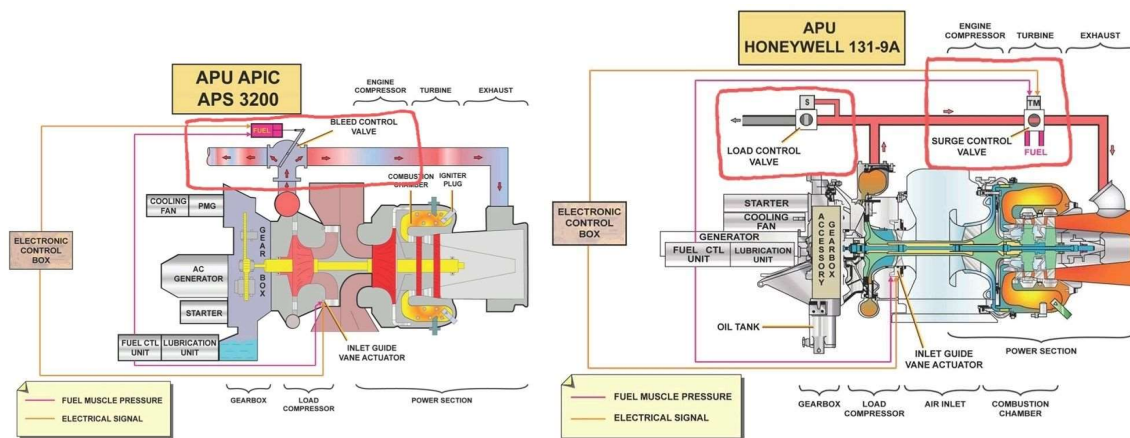 APU APIC
APS 3200
ENGINE
COMPRESSOR
TURBINE
EXHAUST
FUEL
BLEED CONTROL
VALVE
COMBUSTION
CHAMBER
IGNITER
PLUG
COOLING
FAN
PMG
ELECTRONIC
CONTROL
BOX
GEAR
BOX
AC
GENERATOR
STARTER
FUEL CTL
UNIT
LUBRICATION
UNIT
INLET GUIDE
VANE ACTUATOR
FUEL MUSCLE PRESSURE
ELECTRICAL SIGNAL
GEARBOX
LOAD
COMPRESSOR
POWER SECTION
APU
HONEYWELL 131-9A
ENGINE
COMPRESSOR
TURBINE
EXHAUST
S
TM
LOAD CONTROL
VALVE
SURGE CONTROL
VALVE
FUEL
ELECTRONIC
CONTROL
BOX
STARTER
COOLING
FAN
GENERATOR
FUEL CTL
UNIT
LUBRICATION
UNIT
ACCESSORY
GEARBOX
OIL TANK
INLET GUIDE
VANE ACTUATOR
POWER SECTION
FUEL MUSCLE PRESSURE
ELECTRICAL SIGNAL
GEARBOX
LOAD
COMPRESSOR
AIR INLET
COMBUSTION
CHAMBER